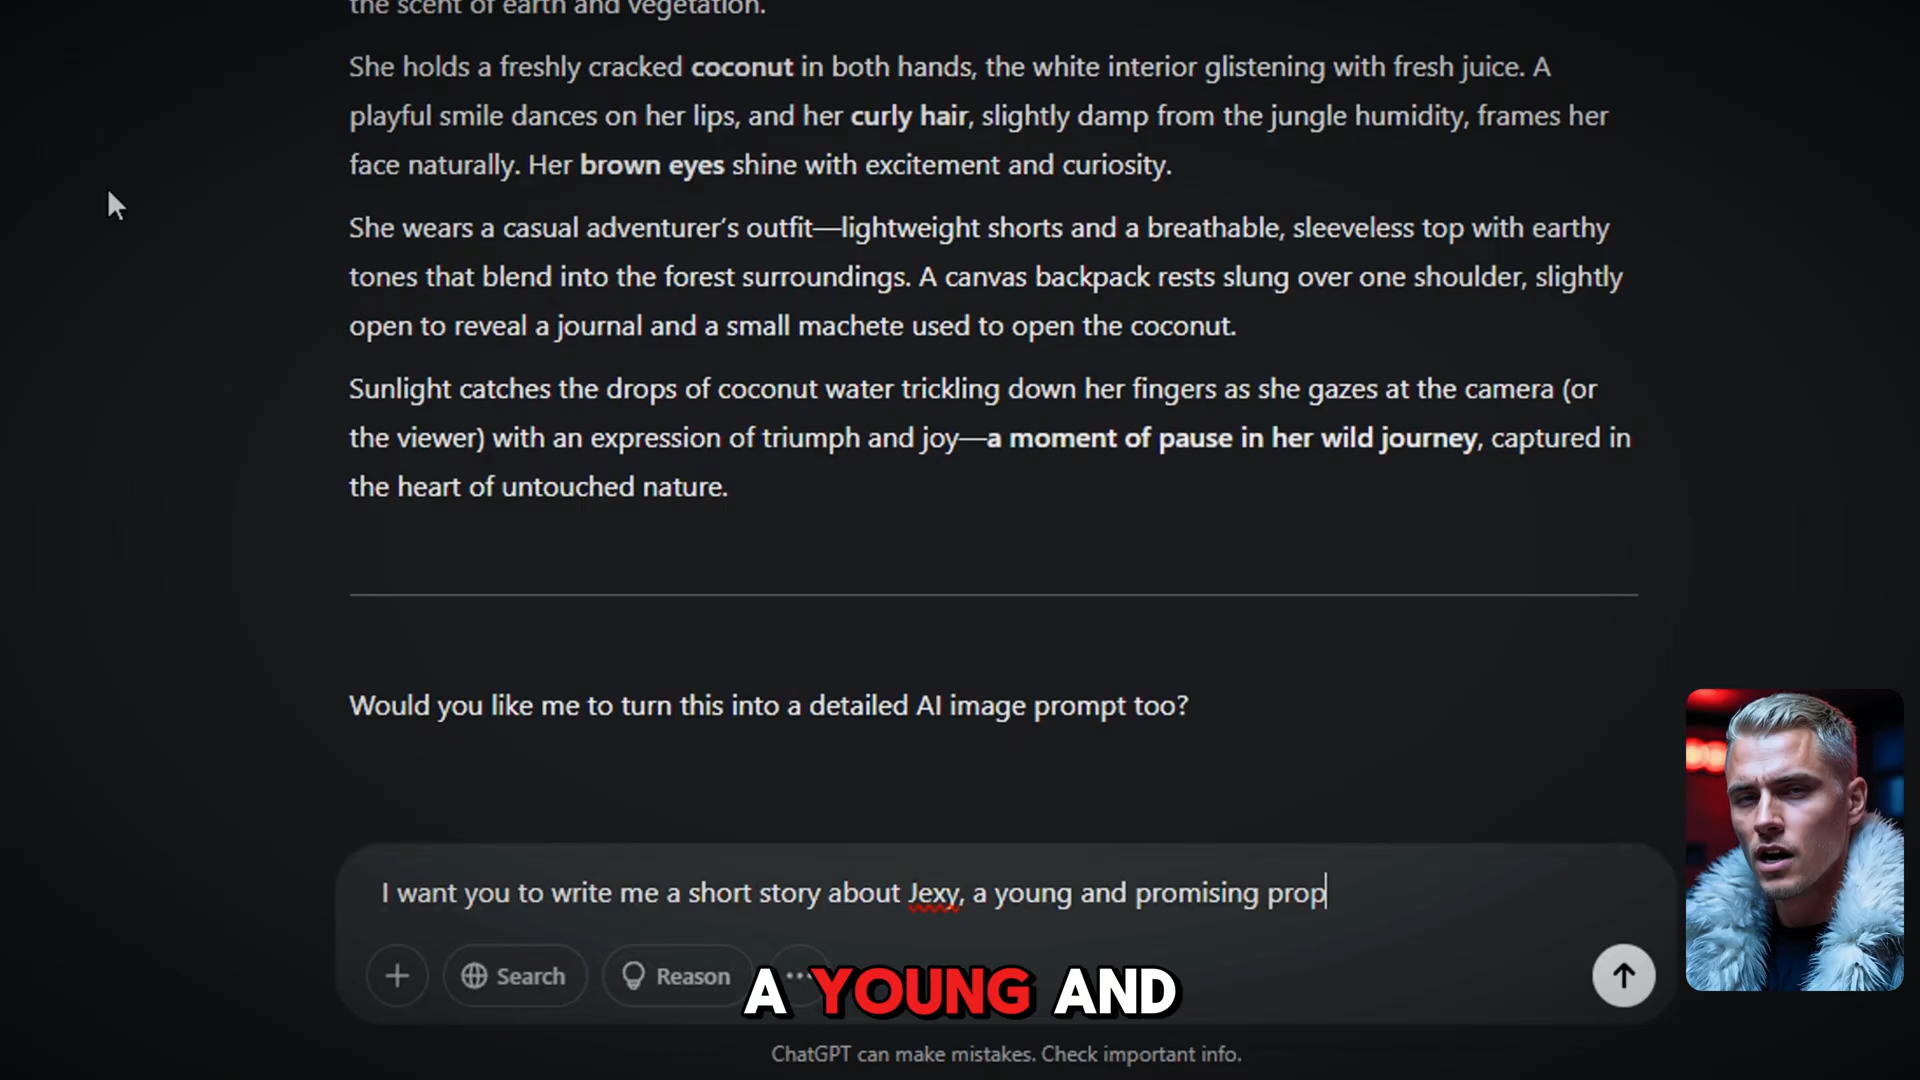 the scent of earth and vegetation.
She holds a freshly cracked coconut in both hands, the white interior glistening with fresh juice. A
playful smile dances on her lips, and her curly hair, slightly damp from the jungle humidity, frames her
face naturally. Her brown eyes shine with excitement and curiosity.
She wears a casual adventurer’s outfit—lightweight shorts and a breathable, sleeveless top with earthy
tones that blend into the forest surroundings. A canvas backpack rests slung over one shoulder, slightly
open to reveal a journal and a small machete used to open the coconut.
Sunlight catches the drops of coconut water trickling down her fingers as she gazes at the camera (or
the viewer) with an expression of triumph and joy—a moment of pause in her wild journey, captured in
the heart of untouched nature.
Would you like me to turn this into a detailed AI image prompt too?
I want you to write me a short story about Jexy, a young and promising prop
Search
Reason
A YOUNG AND
ChatGPT can make mistakes. Check important info.